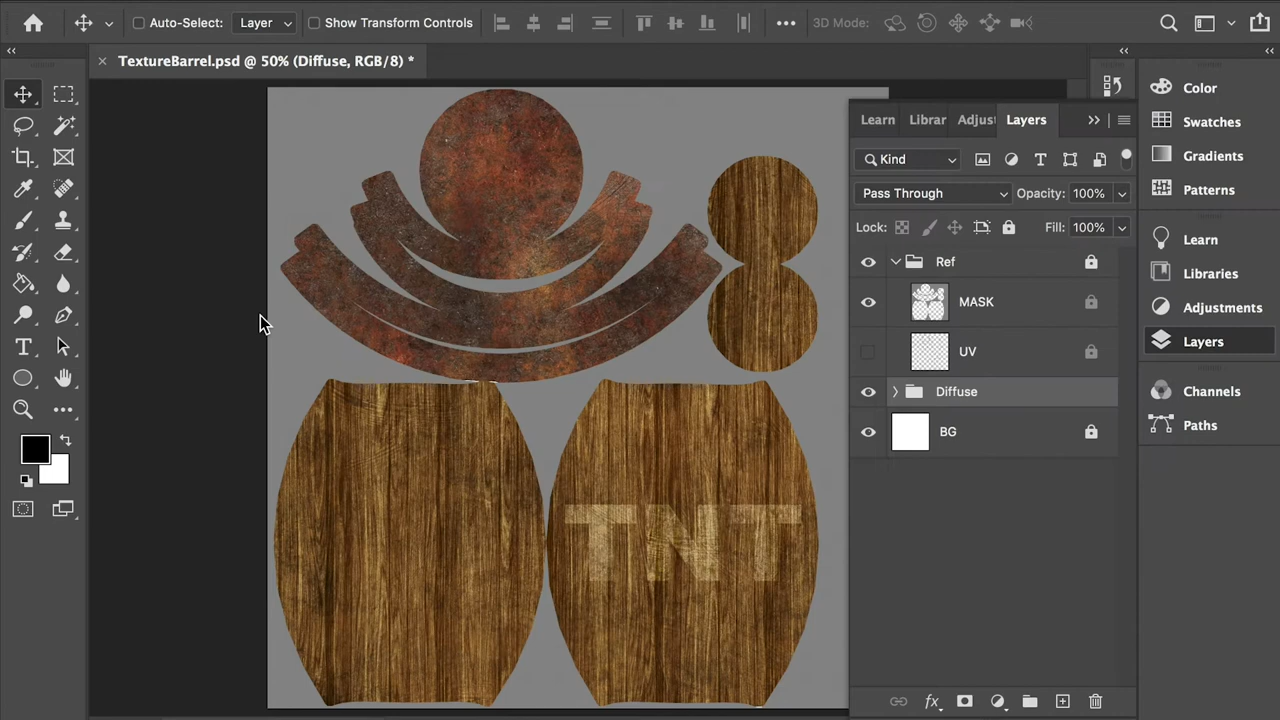 Auto-Select: Layer Show Transform Controls 3D Mode:
TextureBarrel.psd @ 50% (Diffuse, RGB/8) *
Learn Librar Adjust Layers
Kind
Pass Through Opacity: 100%
Lock: Fill: 100%
Ref
MASK
UV
Diffuse
BG
Color
Swatches
Gradients
Patterns
Learn
Libraries
Adjustments
Layers
Channels
Paths
TNT